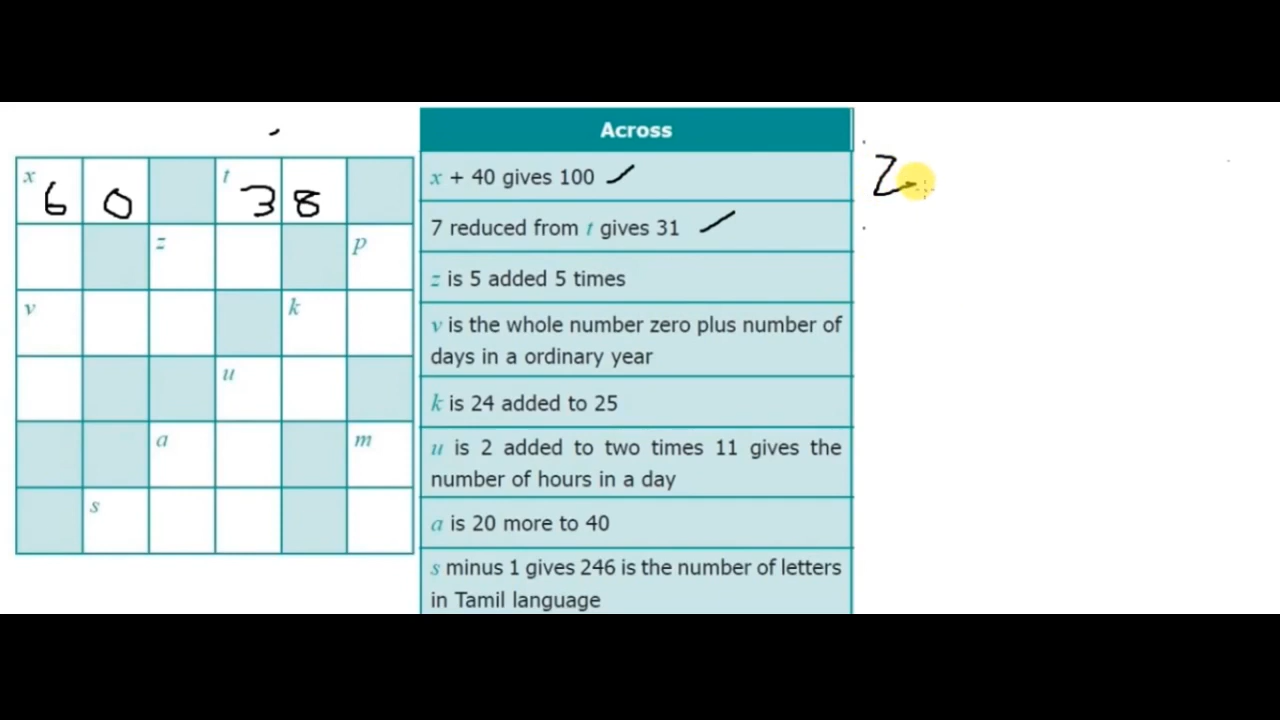 x t
6 0 3 8
z p
v k
u
a m
s
Across
x + 40 gives 100
7 reduced from t gives 31
z is 5 added 5 times
v is the whole number zero plus number of
days in a ordinary year
k is 24 added to 25
u is 2 added to two times 11 gives the
number of hours in a day
a is 20 more to 40
s minus 1 gives 246 is the number of letters
in Tamil language
Z